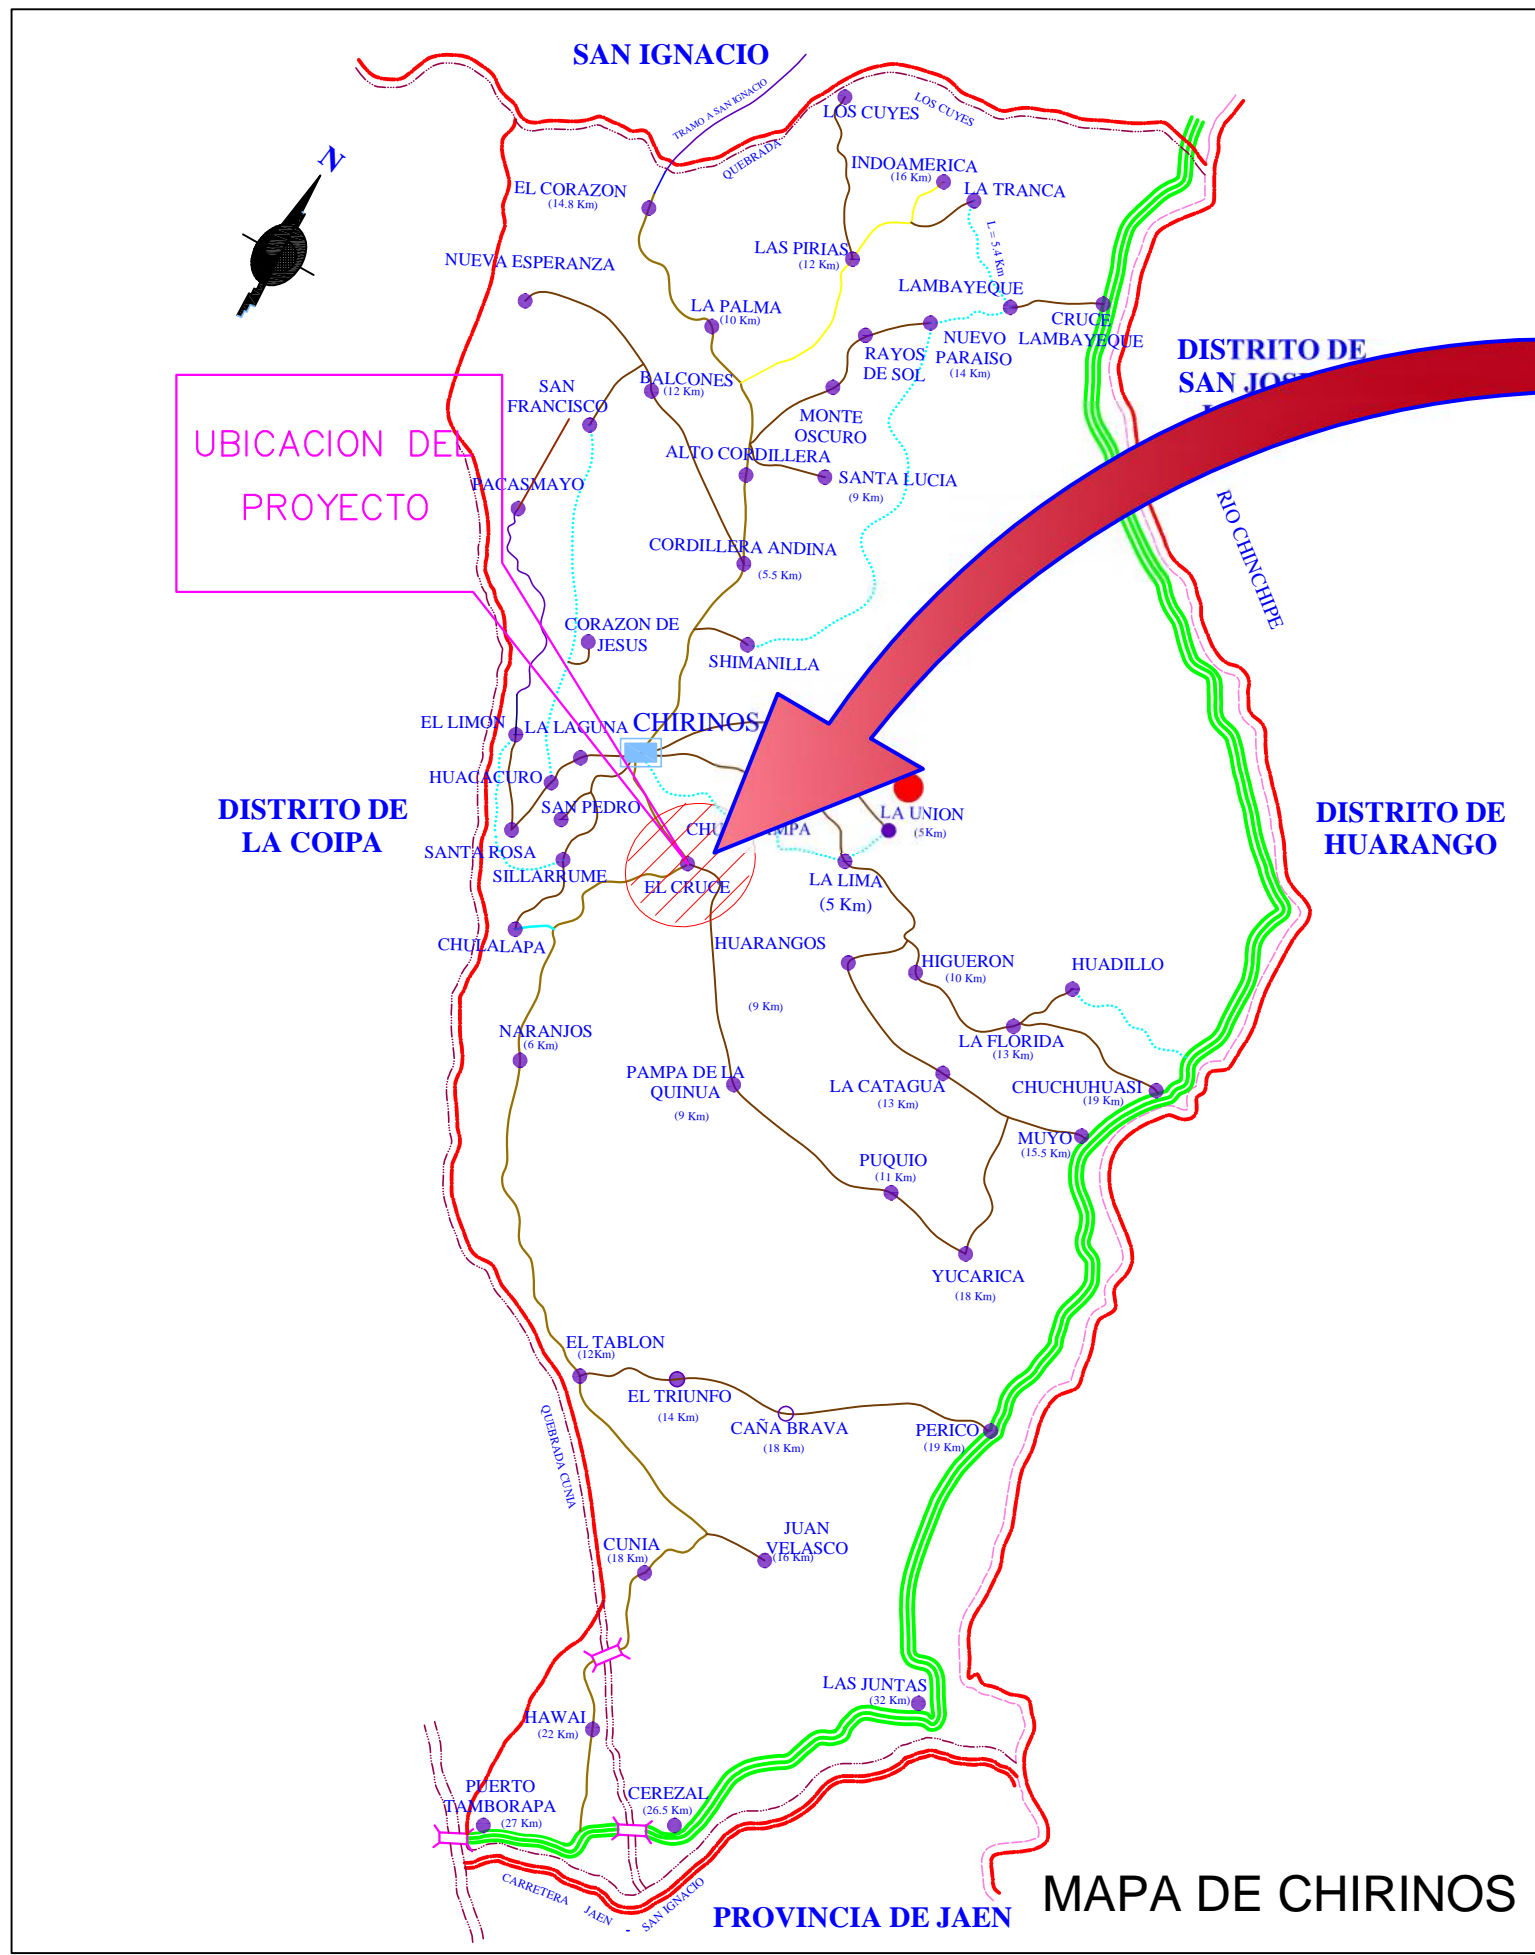 SAN IGNACIO
TRAMO A SAN IGNACIO
LOS CUYES
LOS CUYES
QUEBRADA
N
INDOAMERICA
(16 Km)
LA TRANCA
EL CORAZON
(14.8 Km)
L = 5.4 Km
LAS PIRIAS
(12 Km)
NUEVA ESPERANZA
LAMBAYEQUE
LA PALMA
(10 Km)
CRUCE
LAMBAYEQUE
NUEVO
PARAISO
(14 Km)
RAYOS
DE SOL
DISTRITO DE
SAN
BALCONES
(12 Km)
SAN
FRANCISCO
MONTE
OSCURO
UBICACION DEL
PROYECTO
ALTO CORDILLERA
SANTA LUCIA
(9 Km)
PACASMAYO
RIO CHINCHIPE
CORDILLERA ANDINA
(5.5 Km)
CORAZON DE
JESUS
SHIMANILLA
EL LIMON
LA LAGUNA
CHIRINOS
HUACACURO
SAN PEDRO
LA UNION
(5Km)
DISTRITO DE
LA COIPA
DISTRITO DE
HUARANGO
SANTA ROSA
SILLARRUME
EL CRUCE
LA LIMA
(5 Km)
CHULALAPA
HUARANGOS
HIGUERON
(10 Km)
HUADILLO
(9 Km)
NARANJOS
(6 Km)
LA FLORIDA
(13 Km)
PAMPA DE LA
QUINUA
(9 Km)
LA CATAGUA
(13 Km)
CHUCHUHUASI
(19 Km)
MUYO
(15.5 Km)
PUQUIO
(11 Km)
YUCARICA
(18 Km)
EL TABLON
(12Km)
EL TRIUNFO
(14 Km)
CAÑA BRAVA
(18 Km)
PERICO
(19 Km)
QUEBRADA CUNIA
CUNIA
(18 Km)
JUAN
VELASCO
(16 Km)
LAS JUNTAS
(32 Km)
HAWAI
(22 Km)
PUERTO
TAMBORAPA
(27 Km)
CEREZAL
(26.5 Km)
CARRETERA JAEN - SAN IGNACIO
PROVINCIA DE JAEN
MAPA DE CHIRINOS